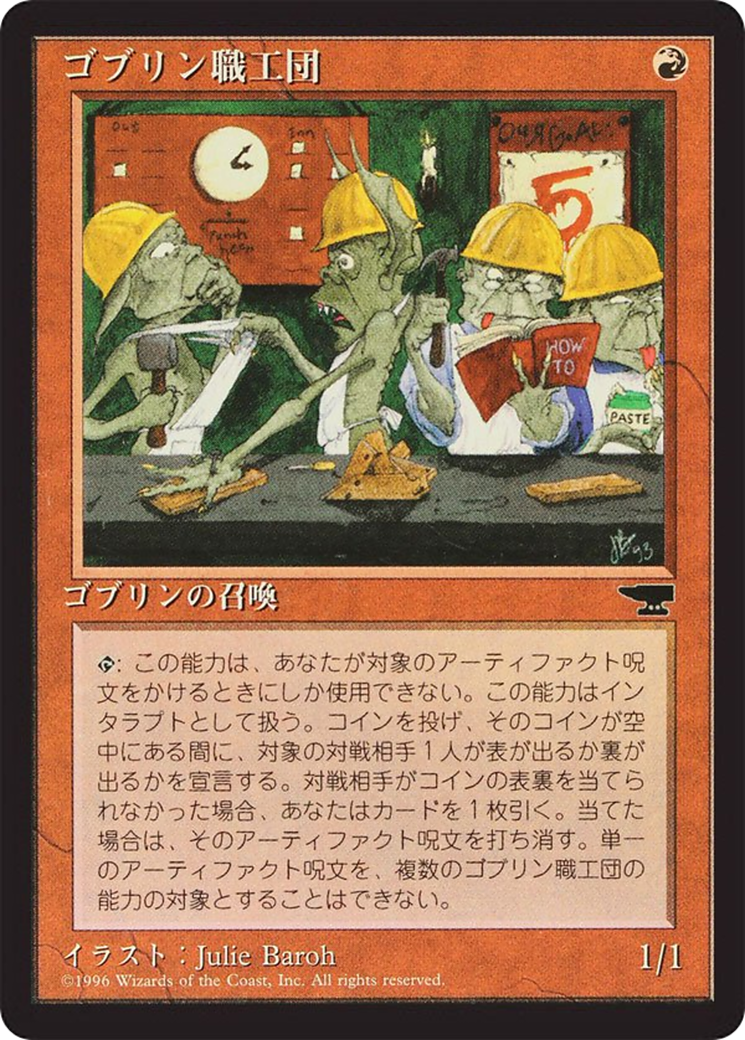 ゴブリン職工団
Out
Inn
Punch
OUR GOAL:
5
HOW
TO
PASTE
93
ゴブリンの召喚
: この能力は、あなたが対象のアーティファクト呪
文をかけるときにしか使用できない。この能力はイン
タラプトとして扱う。コインを投げ、そのコインが空
中にある間に、対象の対戦相手1人が表が出るか裏が
出るかを宣言する。対戦相手がコインの表裏を当てら
れなかった場合、あなたはカードを1枚引く。当てた
場合は、そのアーティファクト呪文を打ち消す。単一
のアーティファクト呪文を、複数のゴブリン職工団の
能力の対象とすることはできない。
イラスト：Julie Baroh
1/1
©1996 Wizards of the Coast, Inc. All rights reserved.